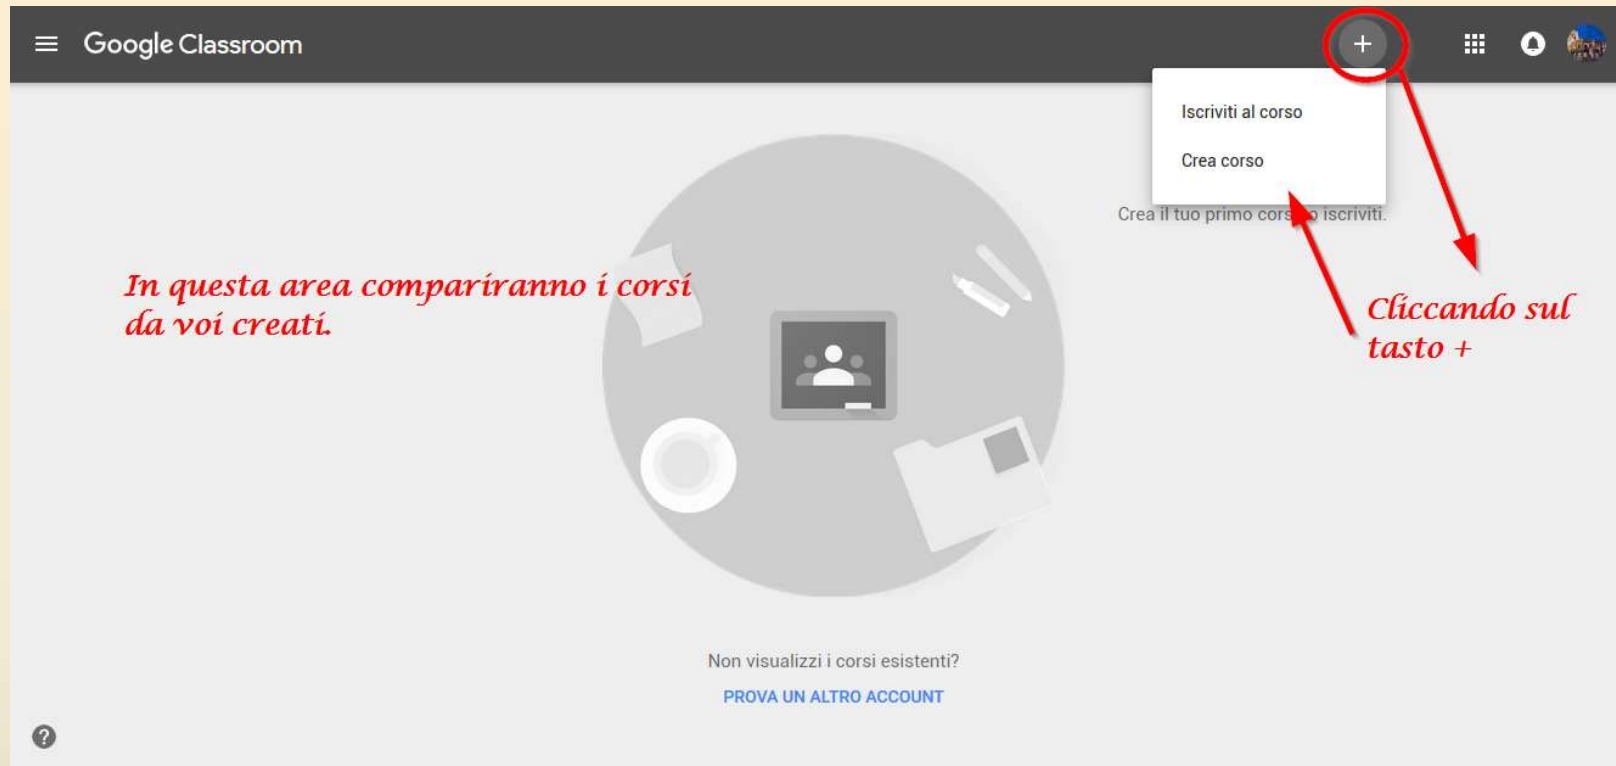 Google Classroom
Iscriviti al corso
Crea corso
Crea il tuo primo corso o iscriviti.
In questa area compariranno i corsi
da voi creati.
Cliccando sul
tasto +
Non visualizzi i corsi esistenti?
PROVA UN ALTRO ACCOUNT